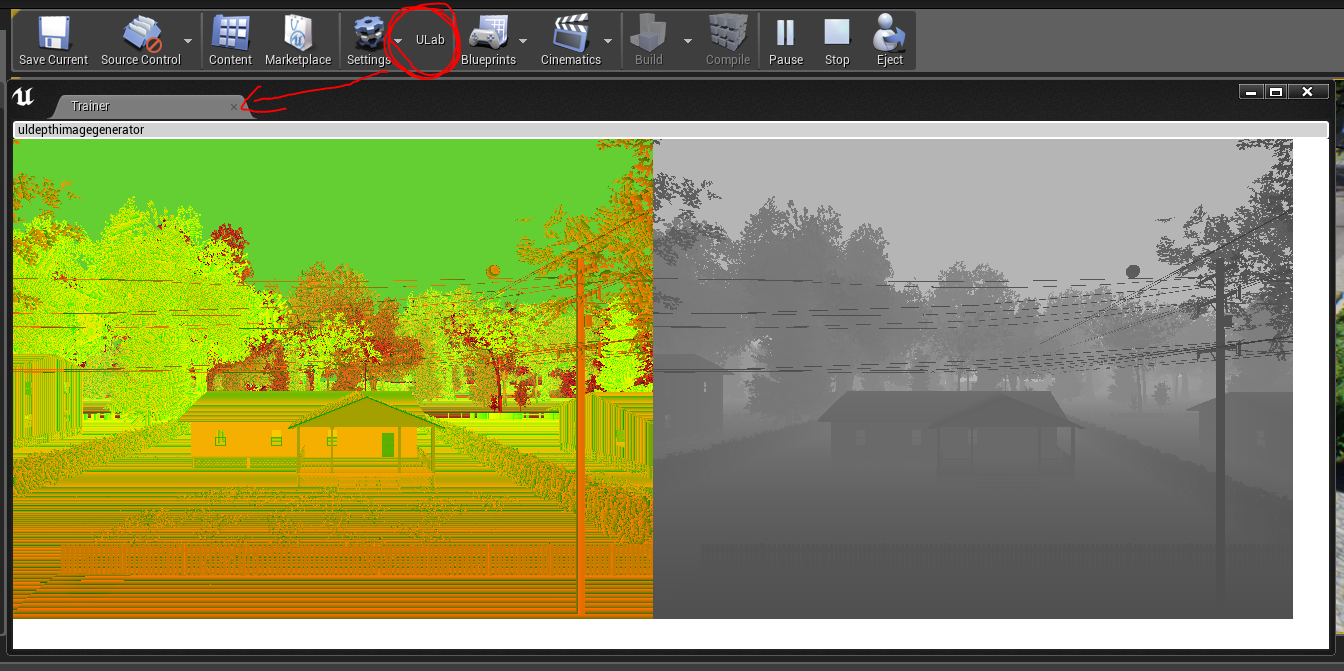 ULab
Save Current Source Control Content Marketplace Settings Blueprints Cinematics Build Compile Pause Stop Eject
Trainer
uldepthimagegenerator